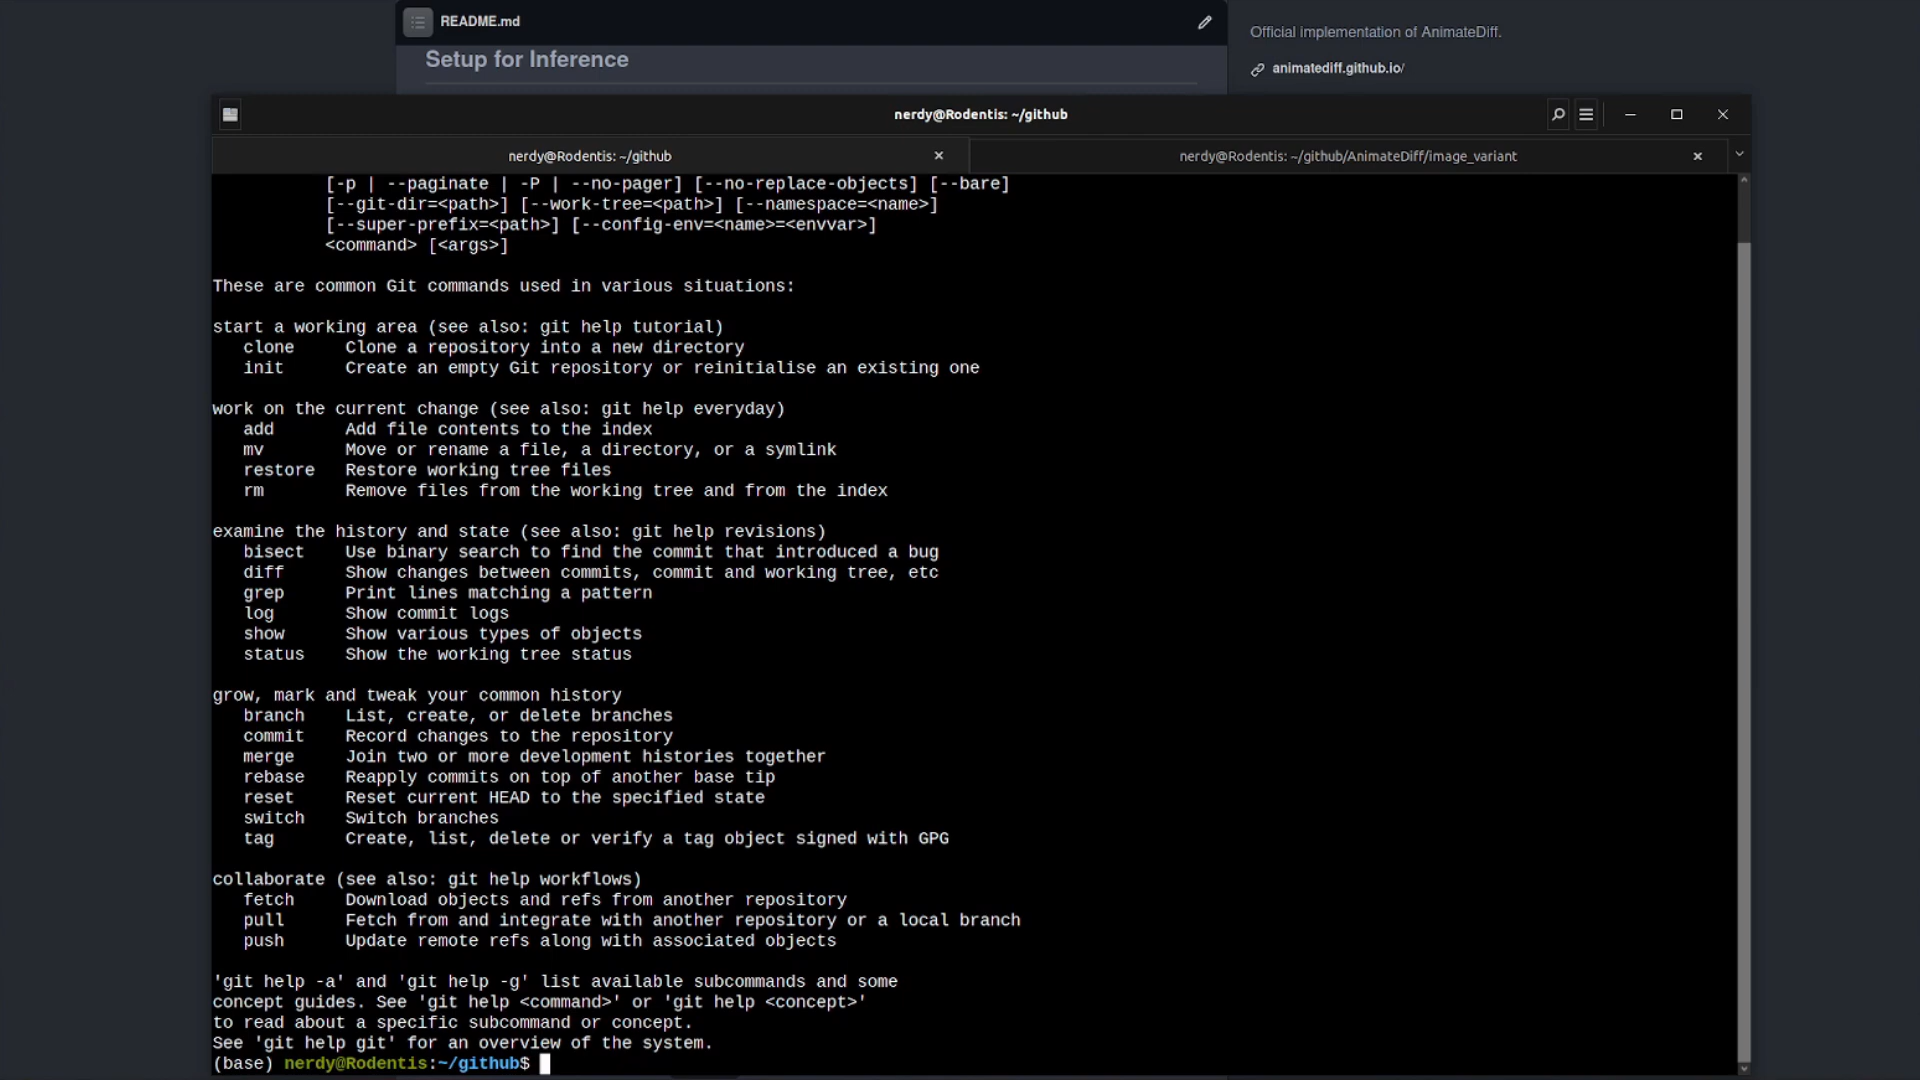 README.md
Setup for Inference
Official implementation of AnimateDiff.
animatediff.github.io/
nerdy@Rodentis: ~/github
nerdy@Rodentis: ~/github
nerdy@Rodentis: ~/github/AnimateDiff/image_variant
[-p | --paginate | -P | --no-pager] [--no-replace-objects] [--bare]
[--git-dir=<path>] [--work-tree=<path>] [--namespace=<name>]
[--super-prefix=<path>] [--config-env=<name>=<envvar>]
<command> [<args>]
These are common Git commands used in various situations:
start a working area (see also: git help tutorial)
clone     Clone a repository into a new directory
init      Create an empty Git repository or reinitialise an existing one
work on the current change (see also: git help everyday)
add       Add file contents to the index
mv        Move or rename a file, a directory, or a symlink
restore   Restore working tree files
rm        Remove files from the working tree and from the index
examine the history and state (see also: git help revisions)
bisect    Use binary search to find the commit that introduced a bug
diff      Show changes between commits, commit and working tree, etc
grep      Print lines matching a pattern
log       Show commit logs
show      Show various types of objects
status    Show the working tree status
grow, mark and tweak your common history
branch    List, create, or delete branches
commit    Record changes to the repository
merge     Join two or more development histories together
rebase    Reapply commits on top of another base tip
reset     Reset current HEAD to the specified state
switch    Switch branches
tag       Create, list, delete or verify a tag object signed with GPG
collaborate (see also: git help workflows)
fetch     Download objects and refs from another repository
pull      Fetch from and integrate with another repository or a local branch
push      Update remote refs along with associated objects
'git help -a' and 'git help -g' list available subcommands and some
concept guides. See 'git help <command>' or 'git help <concept>'
to read about a specific subcommand or concept.
See 'git help git' for an overview of the system.
(base) nerdy@Rodentis:~/github$